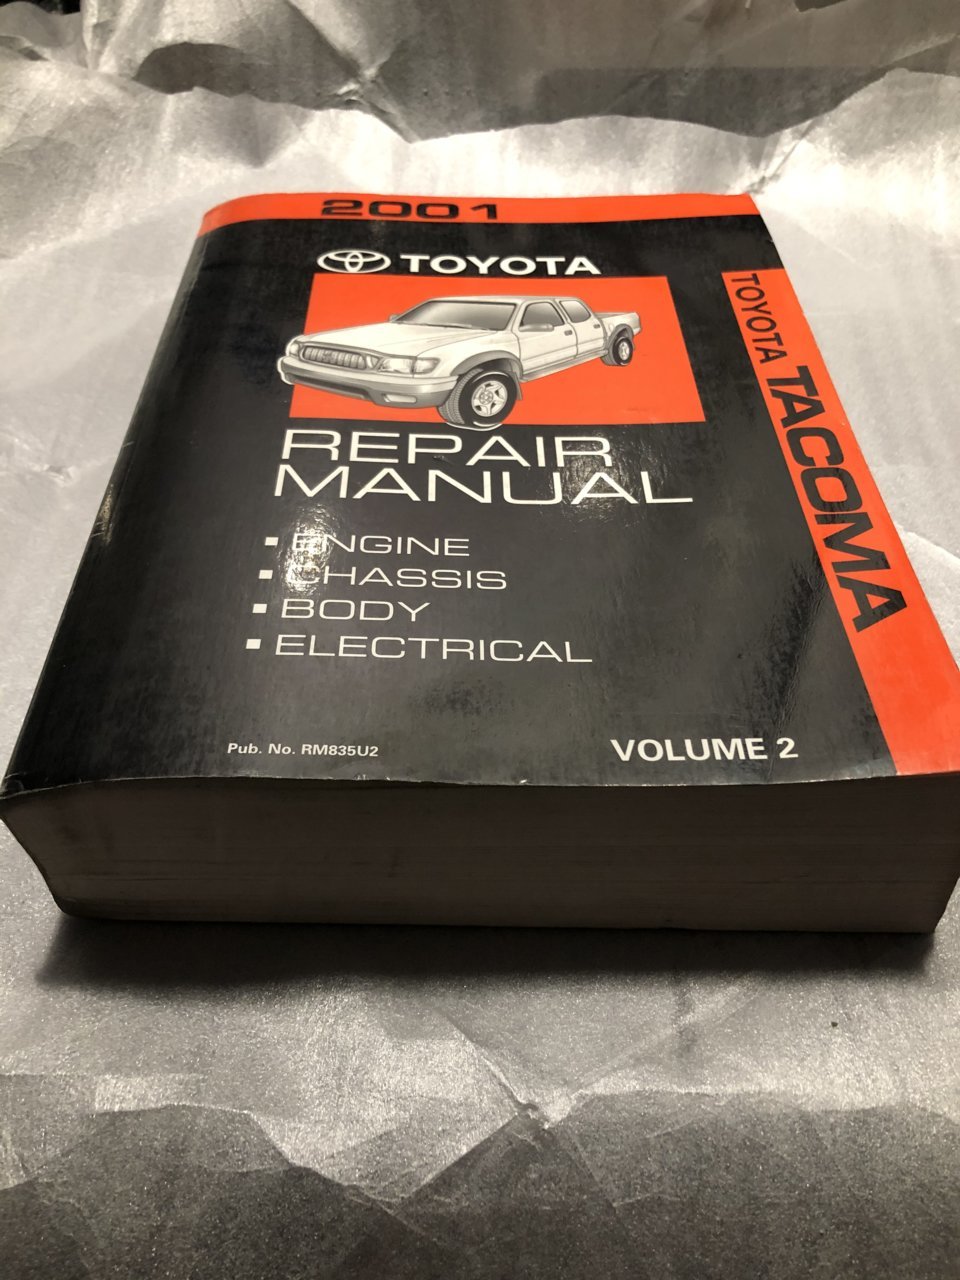 2001
TOYOTA
TOYOTA TACOMA
REPAIR
MANUAL
▪ ENGINE
▪ CHASSIS
▪ BODY
▪ ELECTRICAL
Pub. No. RM835U2
VOLUME 2